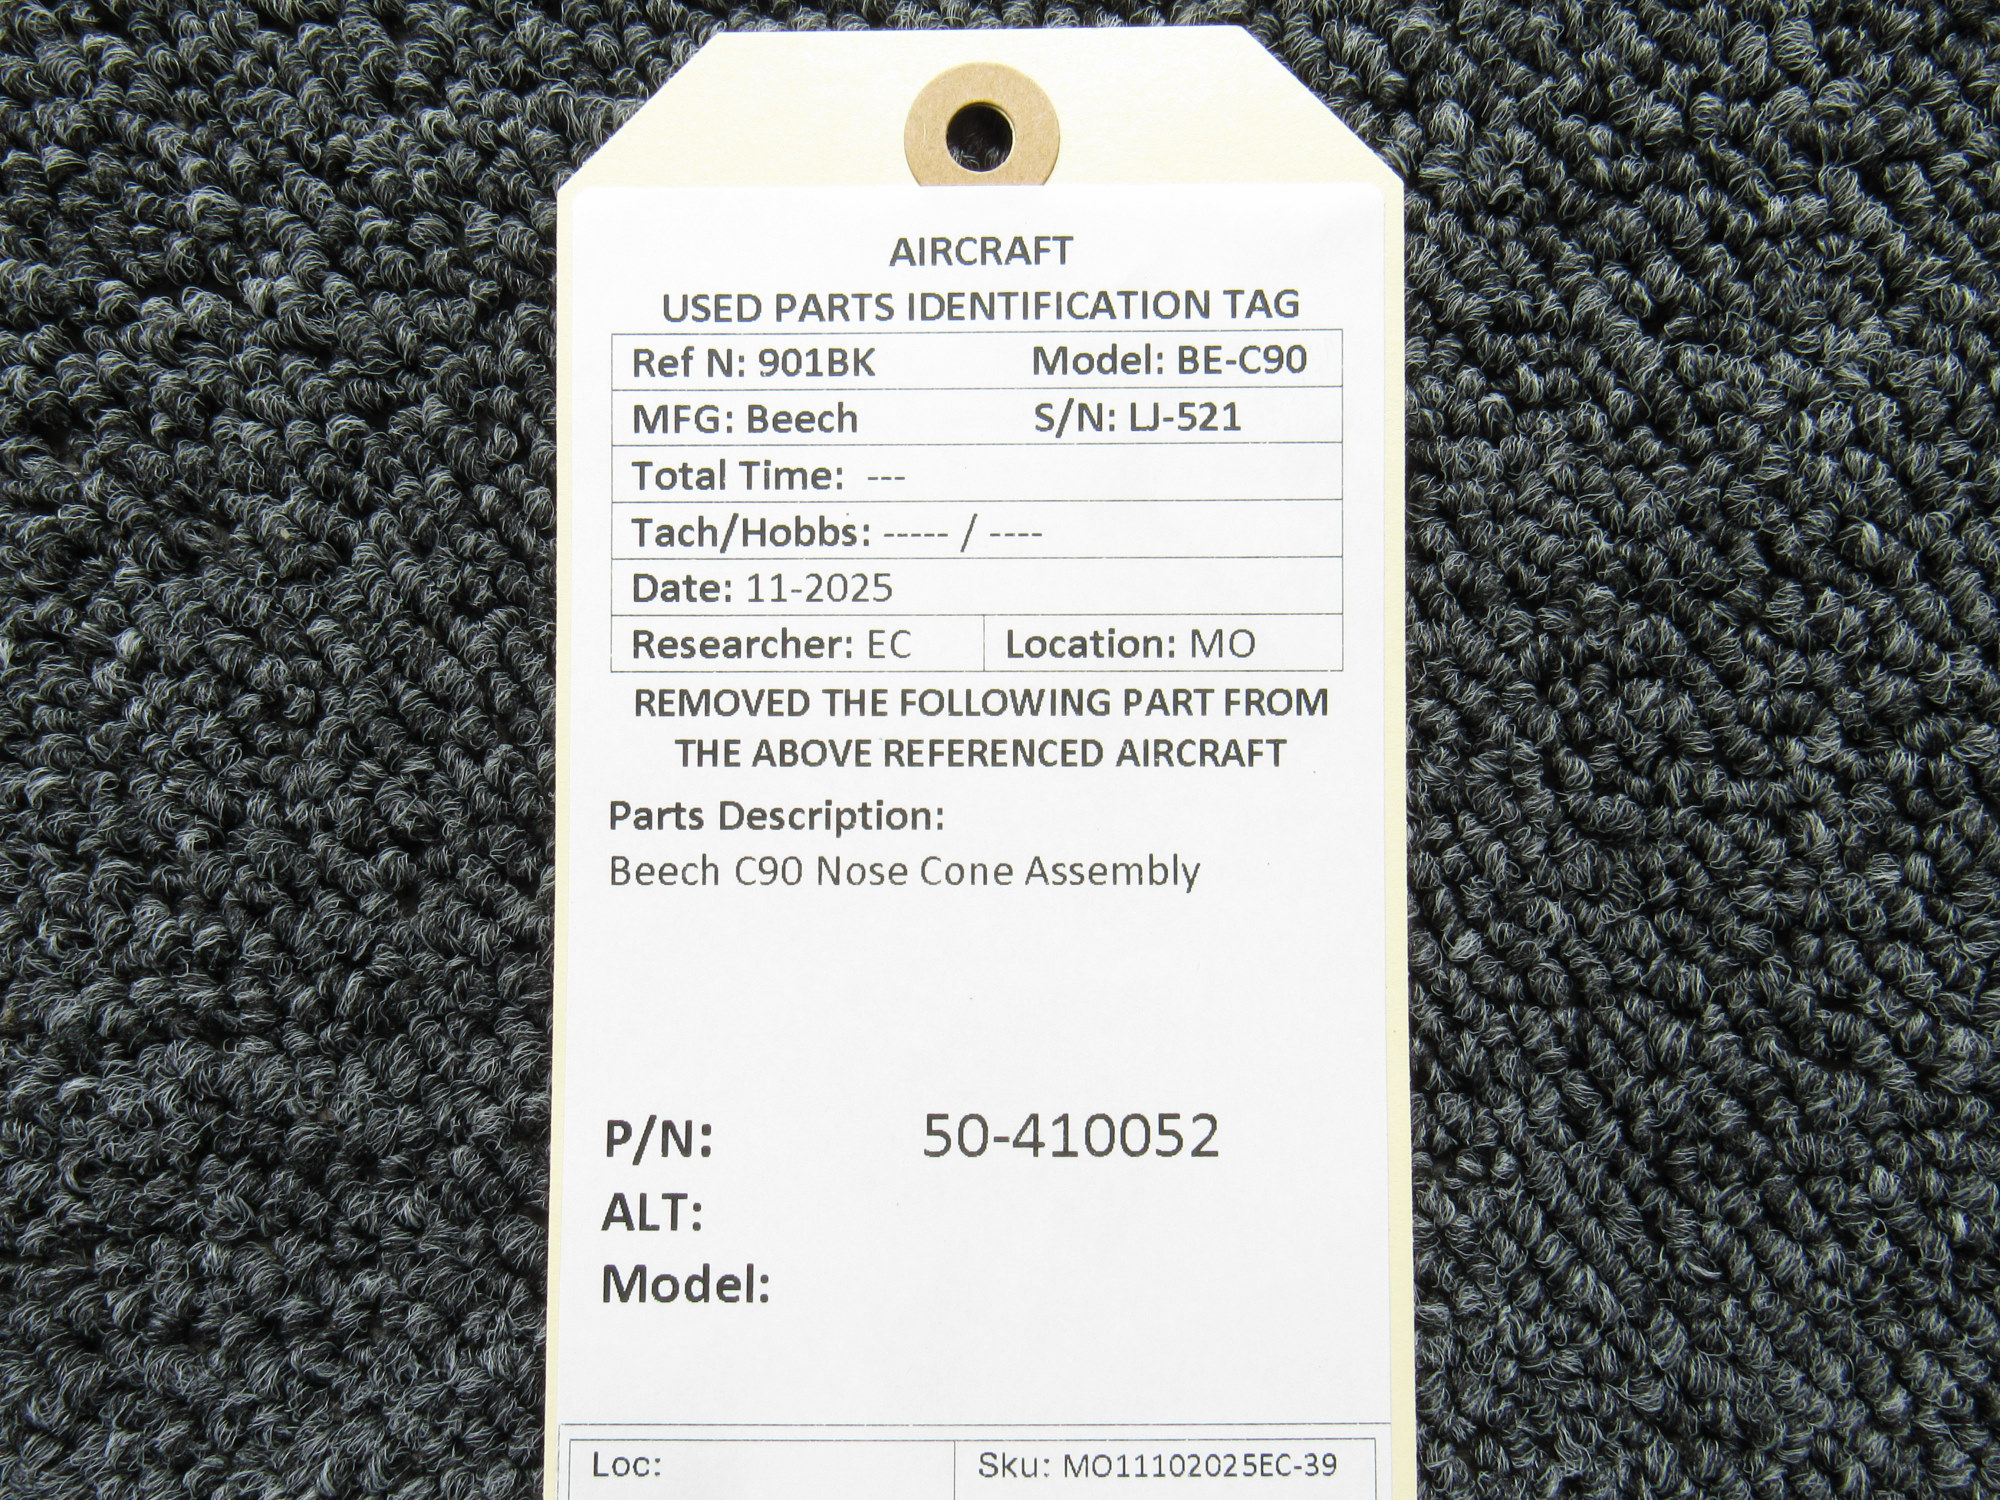 AIRCRAFT
USED PARTS IDENTIFICATION TAG
Ref N: 901BK Model: BE-C90
MFG: Beech S/N: LJ-521
Total Time: ---
Tach/Hobbs: ----- / ----
Date: 11-2025
Researcher: EC Location: MO
REMOVED THE FOLLOWING PART FROM
THE ABOVE REFERENCED AIRCRAFT
Parts Description:
Beech C90 Nose Cone Assembly
P/N: 50-410052
ALT:
Model:
Loc: Sku: MO11102025EC-39